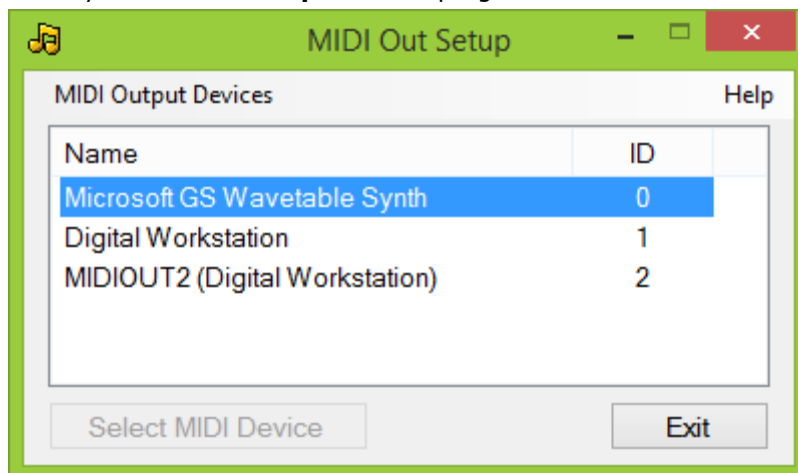 MIDI Out Setup
MIDI Output Devices Help
Name ID
Microsoft GS Wavetable Synth 0
Digital Workstation 1
MIDIOUT2 (Digital Workstation) 2
Select MIDI Device Exit